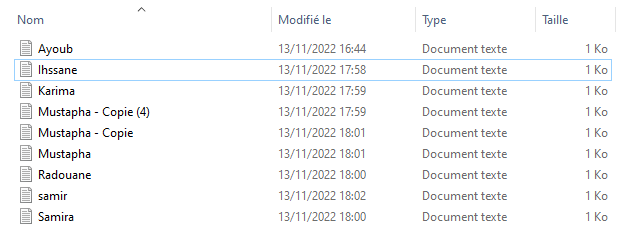 Nom Modifié le Type Taille
Ayoub 13/11/2022 16:44 Document texte 1 Ko
Ihssane 13/11/2022 17:58 Document texte 1 Ko
Karima 13/11/2022 17:59 Document texte 1 Ko
Mustapha - Copie (4) 13/11/2022 17:59 Document texte 1 Ko
Mustapha - Copie 13/11/2022 18:01 Document texte 1 Ko
Mustapha 13/11/2022 18:01 Document texte 1 Ko
Radouane 13/11/2022 18:00 Document texte 1 Ko
samir 13/11/2022 18:02 Document texte 1 Ko
Samira 13/11/2022 18:00 Document texte 1 Ko